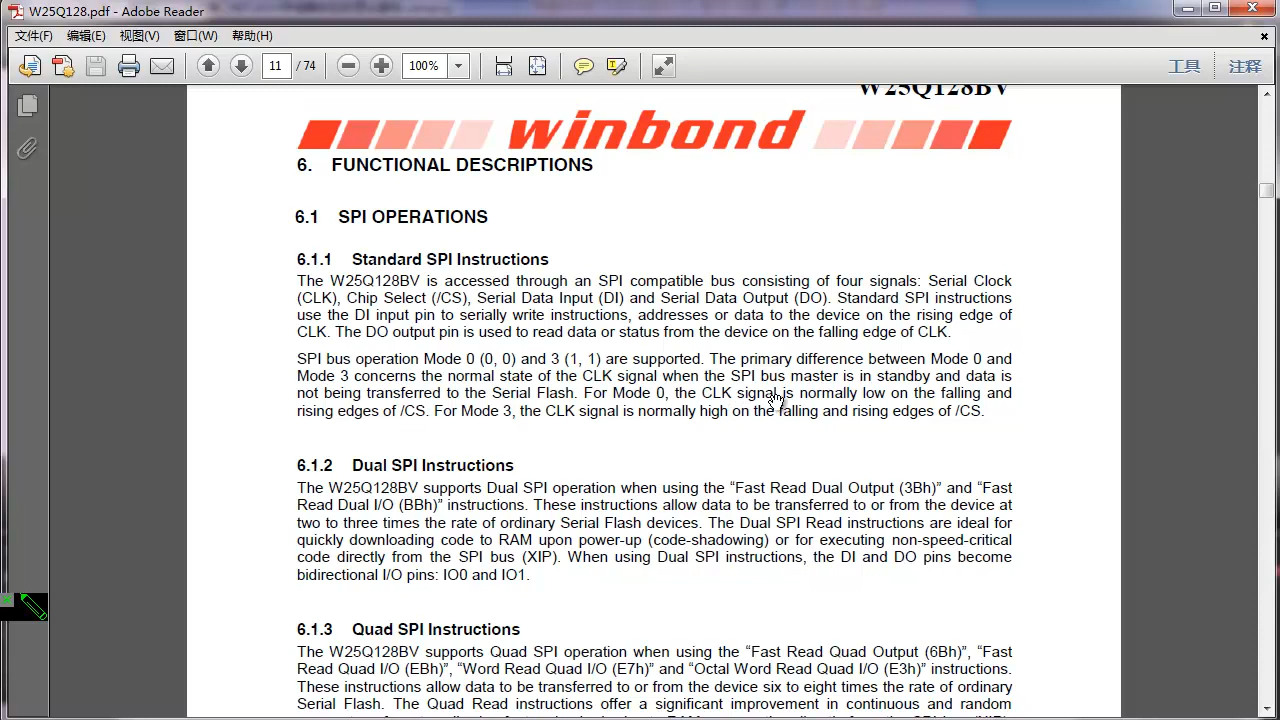 W25Q128.pdf - Adobe Reader
文件(F) 编辑(E) 视图(V) 窗口(W) 帮助(H)
11 / 74 100% 工具 注释
W25Q128BV
winbond
6. FUNCTIONAL DESCRIPTIONS
6.1 SPI OPERATIONS
6.1.1 Standard SPI Instructions
The W25Q128BV is accessed through an SPI compatible bus consisting of four signals: Serial Clock
(CLK), Chip Select (/CS), Serial Data Input (DI) and Serial Data Output (DO). Standard SPI instructions
use the DI input pin to serially write instructions, addresses or data to the device on the rising edge of
CLK. The DO output pin is used to read data or status from the device on the falling edge of CLK.
SPI bus operation Mode 0 (0, 0) and 3 (1, 1) are supported. The primary difference between Mode 0 and
Mode 3 concerns the normal state of the CLK signal when the SPI bus master is in standby and data is
not being transferred to the Serial Flash. For Mode 0, the CLK signal is normally low on the falling and
rising edges of /CS. For Mode 3, the CLK signal is normally high on the falling and rising edges of /CS.
6.1.2 Dual SPI Instructions
The W25Q128BV supports Dual SPI operation when using the “Fast Read Dual Output (3Bh)” and “Fast
Read Dual I/O (BBh)” instructions. These instructions allow data to be transferred to or from the device at
two to three times the rate of ordinary Serial Flash devices. The Dual SPI Read instructions are ideal for
quickly downloading code to RAM upon power-up (code-shadowing) or for executing non-speed-critical
code directly from the SPI bus (XIP). When using Dual SPI instructions, the DI and DO pins become
bidirectional I/O pins: IO0 and IO1.
6.1.3 Quad SPI Instructions
The W25Q128BV supports Quad SPI operation when using the “Fast Read Quad Output (6Bh)”, “Fast
Read Quad I/O (EBh)”, “Word Read Quad I/O (E7h)” and “Octal Word Read Quad I/O (E3h)” instructions.
These instructions allow data to be transferred to or from the device six to eight times the rate of ordinary
Serial Flash. The Quad Read instructions offer a significant improvement in continuous and random